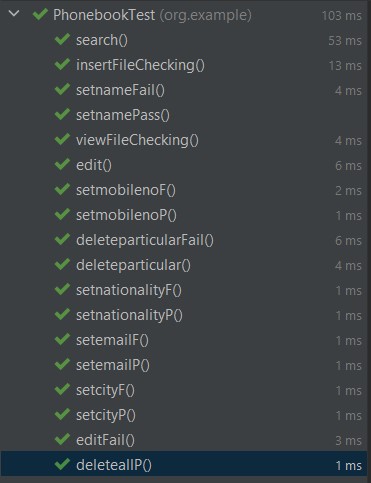 PhonebookTest (org.example) 103 ms
search() 53 ms
insertFileChecking() 13 ms
setnameFail() 4 ms
setnamePass()
viewFileChecking() 4 ms
edit() 6 ms
setmobilenoF() 2 ms
setmobilenoP() 1 ms
deleteparticularFail() 6 ms
deleteparticular() 4 ms
setnationalityF() 1 ms
setnationalityP() 1 ms
setemailF() 1 ms
setemailP() 1 ms
setcityF() 1 ms
setcityP() 1 ms
editFail() 3 ms
deleteallP() 1 ms